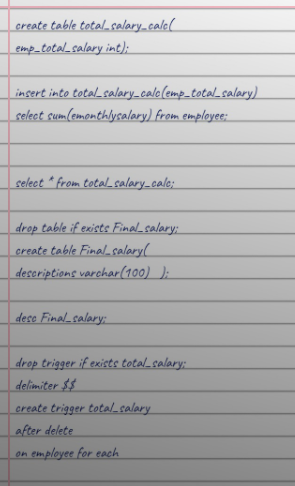 create table total_salary_calc(
emp_total_salary int);
insert into total_salary_calc(emp_total_salary)
select sum(emonthlysalary) from employee;
select * from total_salary_calc;
drop table if exists Final_salary;
create table Final_salary(
descriptions varchar(100) );
desc Final_salary;
drop trigger if exists total_salary;
delimiter $$
create trigger total_salary
after delete
on employee for each